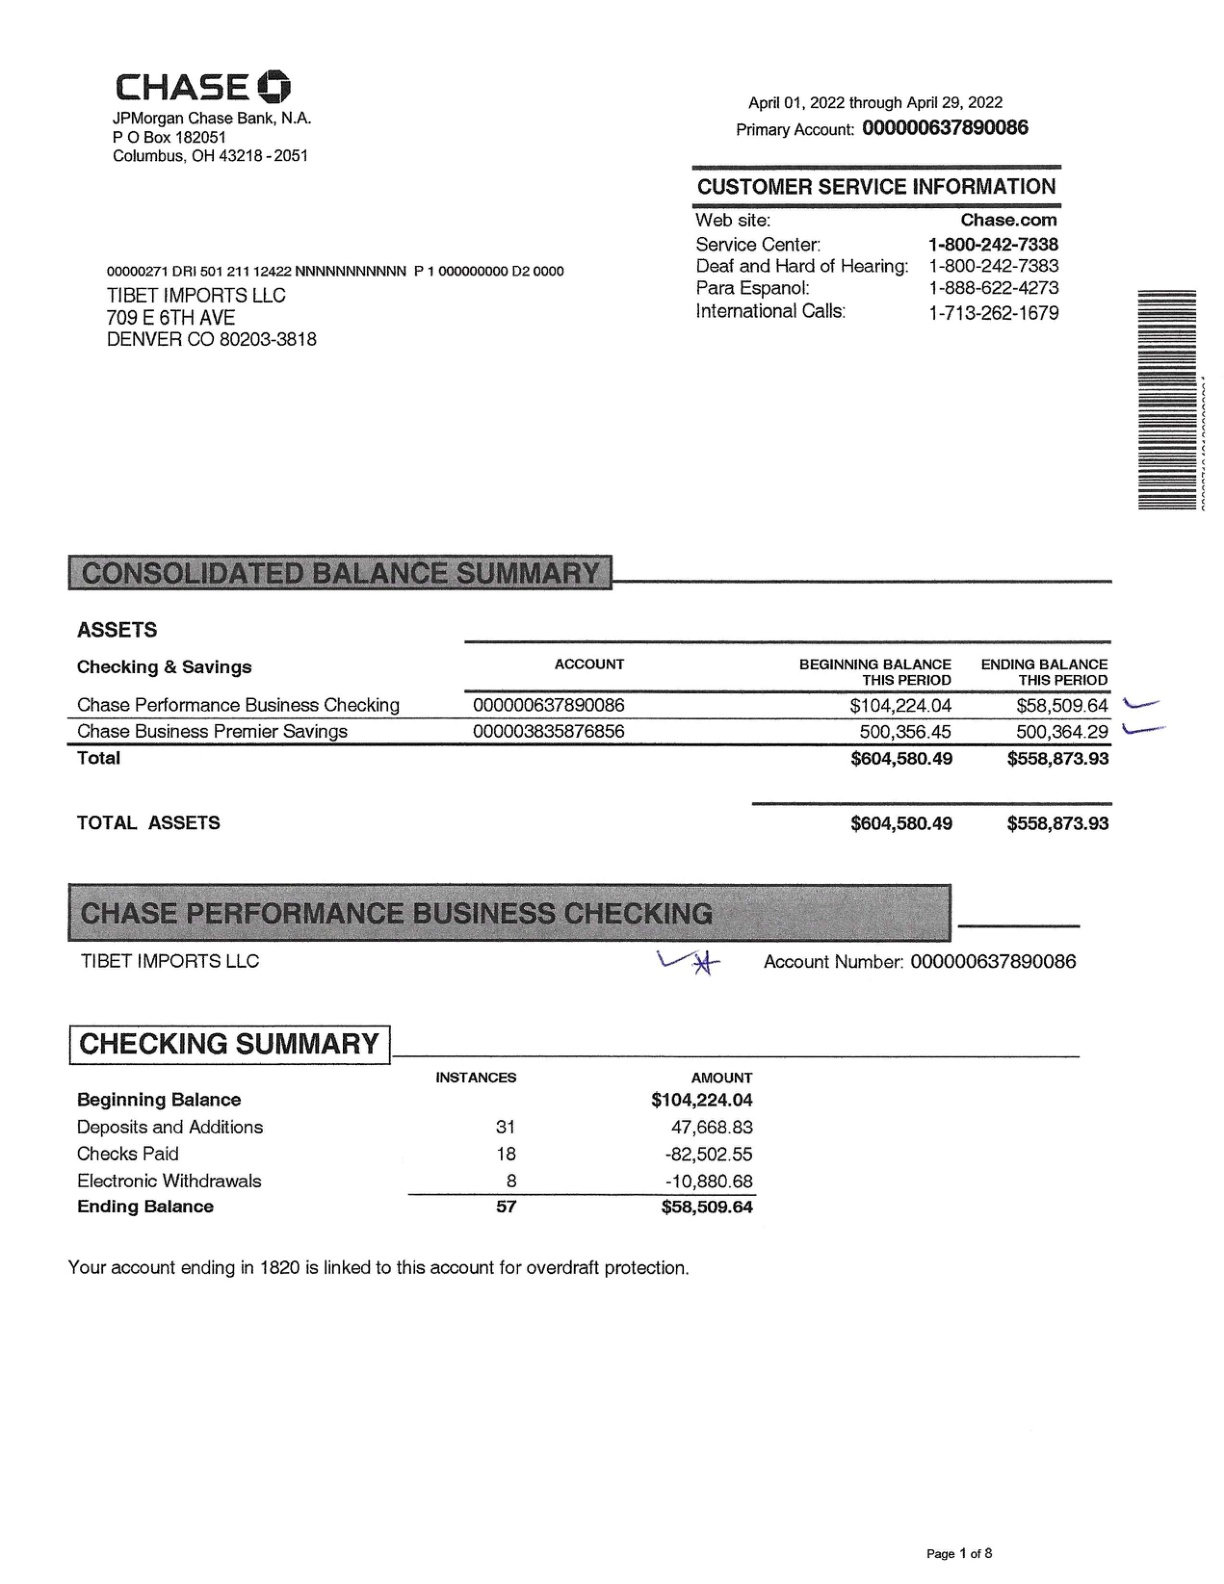 CHASE
JPMorgan Chase Bank, N.A.
P O Box 182051
Columbus, OH 43218 - 2051
April 01, 2022 through April 29, 2022
Primary Account: 000000637890086
CUSTOMER SERVICE INFORMATION
Web site: Chase.com
Service Center: 1-800-242-7338
Deaf and Hard of Hearing: 1-800-242-7383
Para Espanol: 1-888-622-4273
International Calls: 1-713-262-1679
00000271 DRI 501 211 12422 NNNNNNNNNNN P 1 000000000 D2 0000
TIBET IMPORTS LLC
709 E 6TH AVE
DENVER CO 80203-3818
CONSOLIDATED BALANCE SUMMARY
ASSETS
Checking & Savings ACCOUNT BEGINNING BALANCE THIS PERIOD ENDING BALANCE THIS PERIOD
Chase Performance Business Checking 000000637890086 $104,224.04 $58,509.64
Chase Business Premier Savings 000003835876856 500,356.45 500,364.29
Total $604,580.49 $558,873.93
TOTAL ASSETS $604,580.49 $558,873.93
CHASE PERFORMANCE BUSINESS CHECKING
TIBET IMPORTS LLC Account Number: 000000637890086
CHECKING SUMMARY
INSTANCES AMOUNT
Beginning Balance $104,224.04
Deposits and Additions 31 47,668.83
Checks Paid 18 -82,502.55
Electronic Withdrawals 8 -10,880.68
Ending Balance 57 $58,509.64
Your account ending in 1820 is linked to this account for overdraft protection.
Page 1 of 8